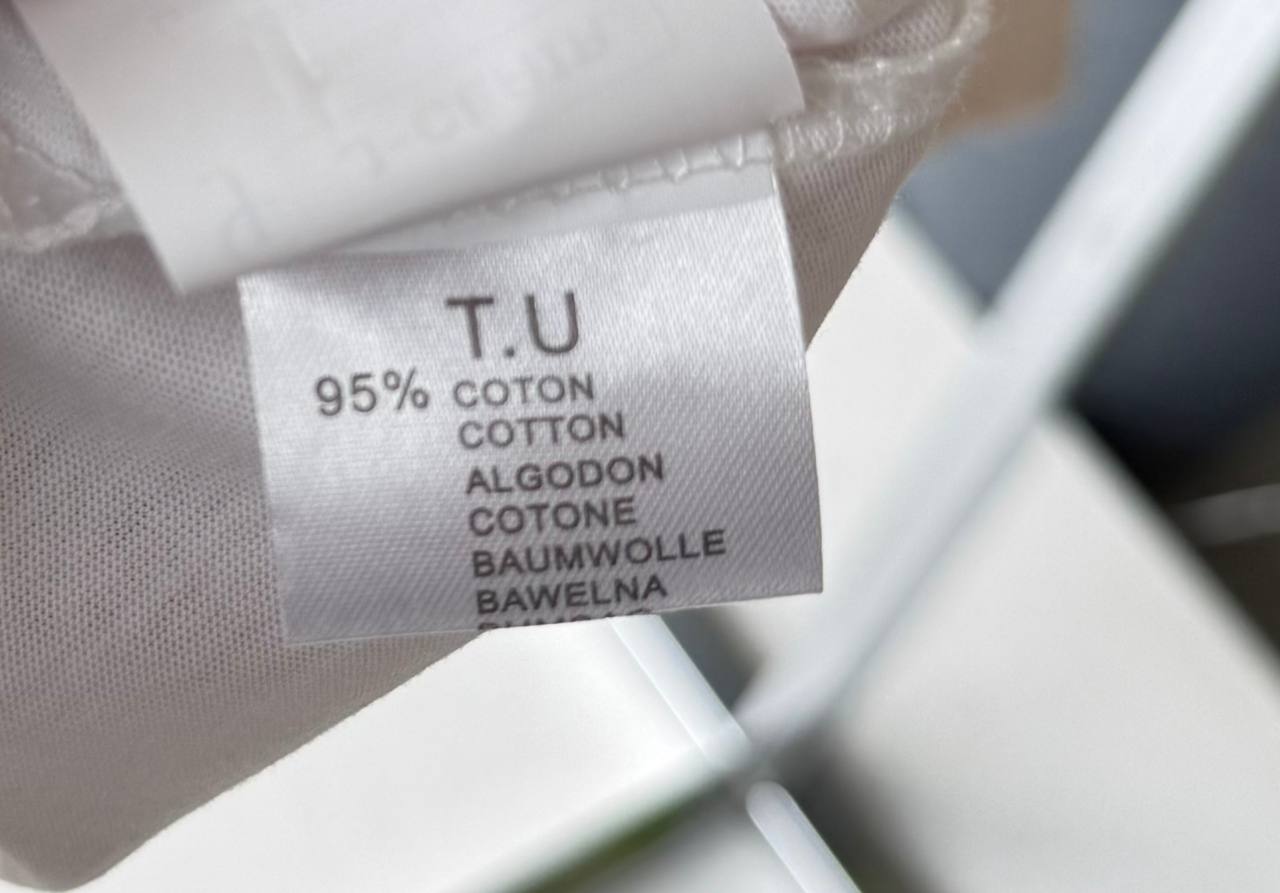 T.U
95% COTON
COTTON
ALGODON
COTONE
BAUMWOLLE
BAWELNA